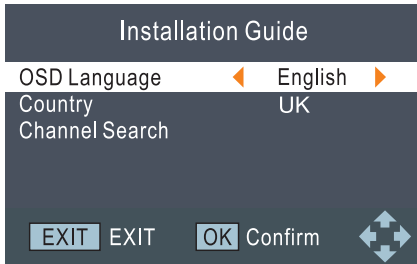 Installation Guide
OSD Language English
Country UK
Channel Search
EXIT EXIT OK Confirm